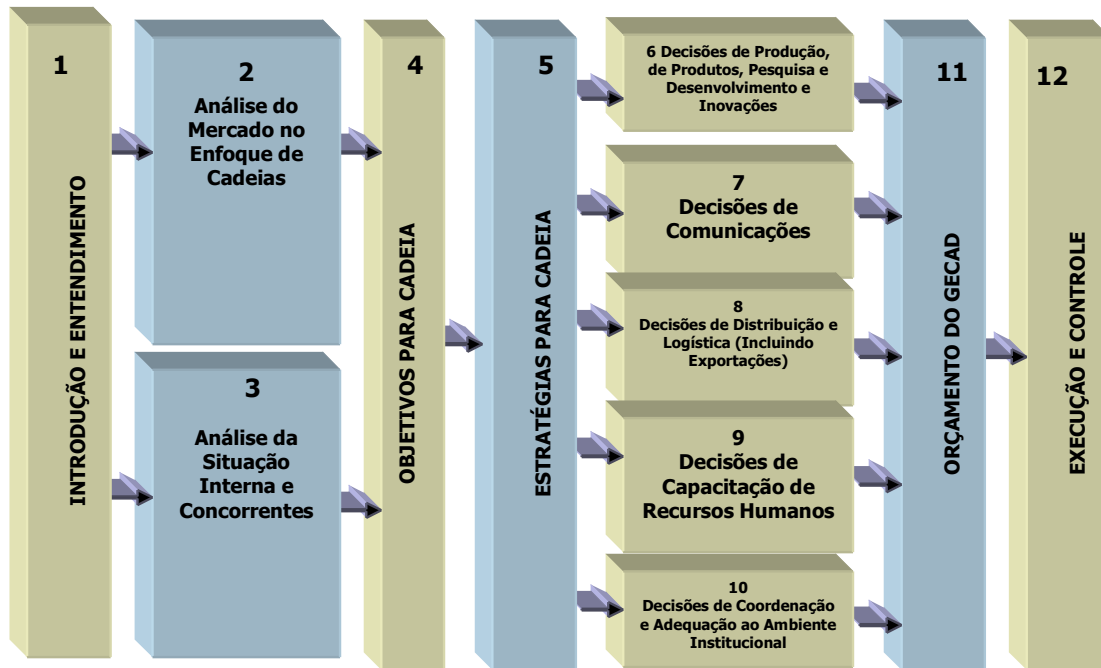 1
INTRODUÇÃO E ENTENDIMENTO
2
Análise do
Mercado no
Enfoque de
Cadeias
3
Análise da
Situação
Interna e
Concorrentes
4
OBJETIVOS PARA CADEIA
5
ESTRATÉGIAS PARA CADEIA
6 Decisões de Produção,
de Produtos, Pesquisa e
Desenvolvimento e
Inovações
7
Decisões de
Comunicações
8
Decisões de Distribuição e
Logística (Incluindo
Exportações)
9
Decisões de
Capacitação de
Recursos Humanos
10
Decisões de Coordenação
e Adequação ao Ambiente
Institucional
11
ORÇAMENTO DO GECAD
12
EXECUÇÃO E CONTROLE